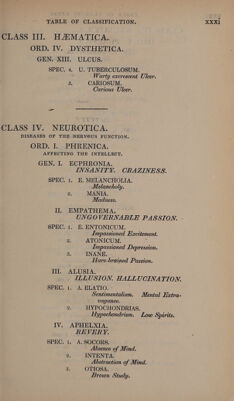 TABLE OF CLASSIFICATION. XXXI
CLASS III. HÆMATICA.
ORD. IV. DYSTHETICA.
GEN. XIII. ULCUS.
SPEC. 4. U. TUBERCULOSUM.
Warty excrescent Ulcer.
5. CARIOSUM.
Carious Ulcer.
CLASS IV. NEUROTICA.
DISEASES OF THE NERVOUS FUNCTION.
ORD. I. PHRENICA.
AFFECTING THE INTELLECT.
GEN. I. ECPHRONIA.
INSANITY. CRAZINESS.
SPEC. 1. E. MELANCHOLIA.
Melancholy.
2. MANIA.
Madness.
II. EMPATHEMA.
UNGOVERNABLE PASSION.
SPEC. 1. E. ENTONICUM.
Impassioned Excitement.
2. ATONICUM.
Impassioned Depression.
3. INANE.
Hare-brained Passion.
III. ALUSIA.
ILLUSION. HALLUCINATION.
SPEC. 1. A. ELATIO.
Sentimentalism. Mental Extra-
vagance.
2. HYPOCHONDRIAS.
Hypochondrism. Low Spirits.
IV. APHELXIA.
REVERY.
SPEC. 1. A. SOCORS.
Absence of Mind.
2. INTENTA.
Abstraction of Mind.
3. OTIOSA.
Brown Study.